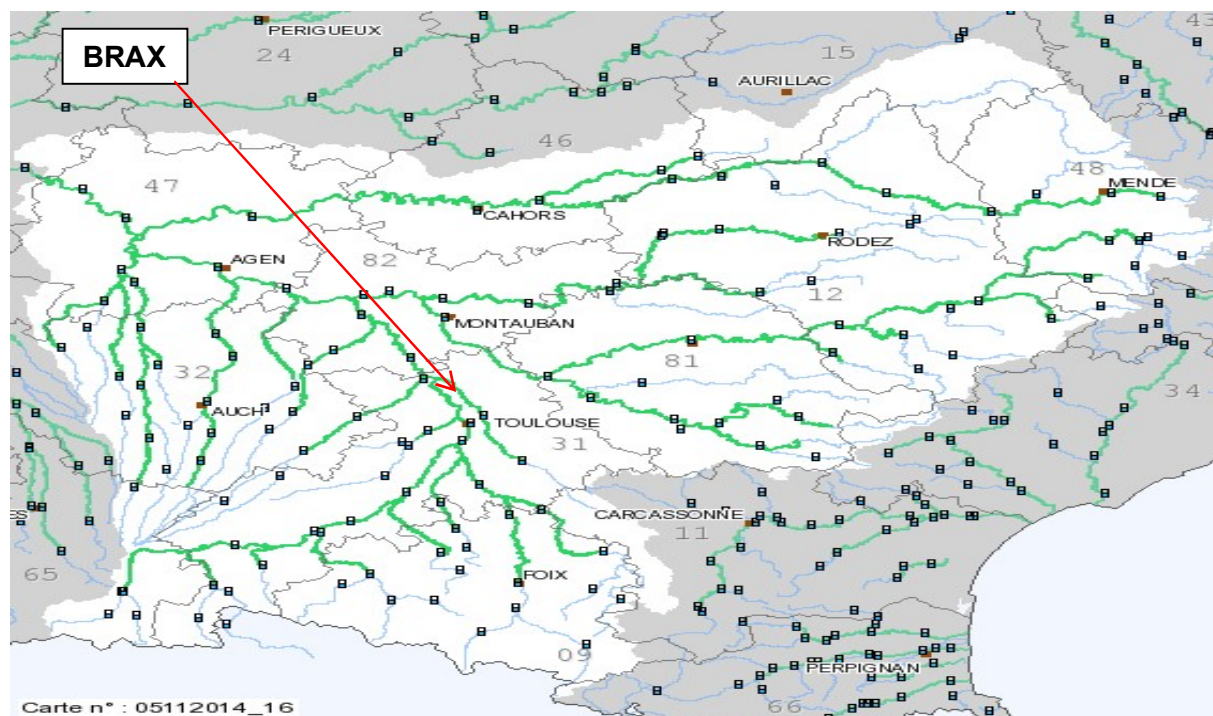 PERIGUEUX
24
BRAX
15
43
AURILLAC
46
47
48
MENDE
CAHORS
RODEZ
AGEN
82
12
MONTAUBAN
81
32
34
AUCH
TOULOUSE
31
CARCASSONNE
11
ES
65
FOIX
09
PERPIGNAN
66
Carte n° : 05112014_16